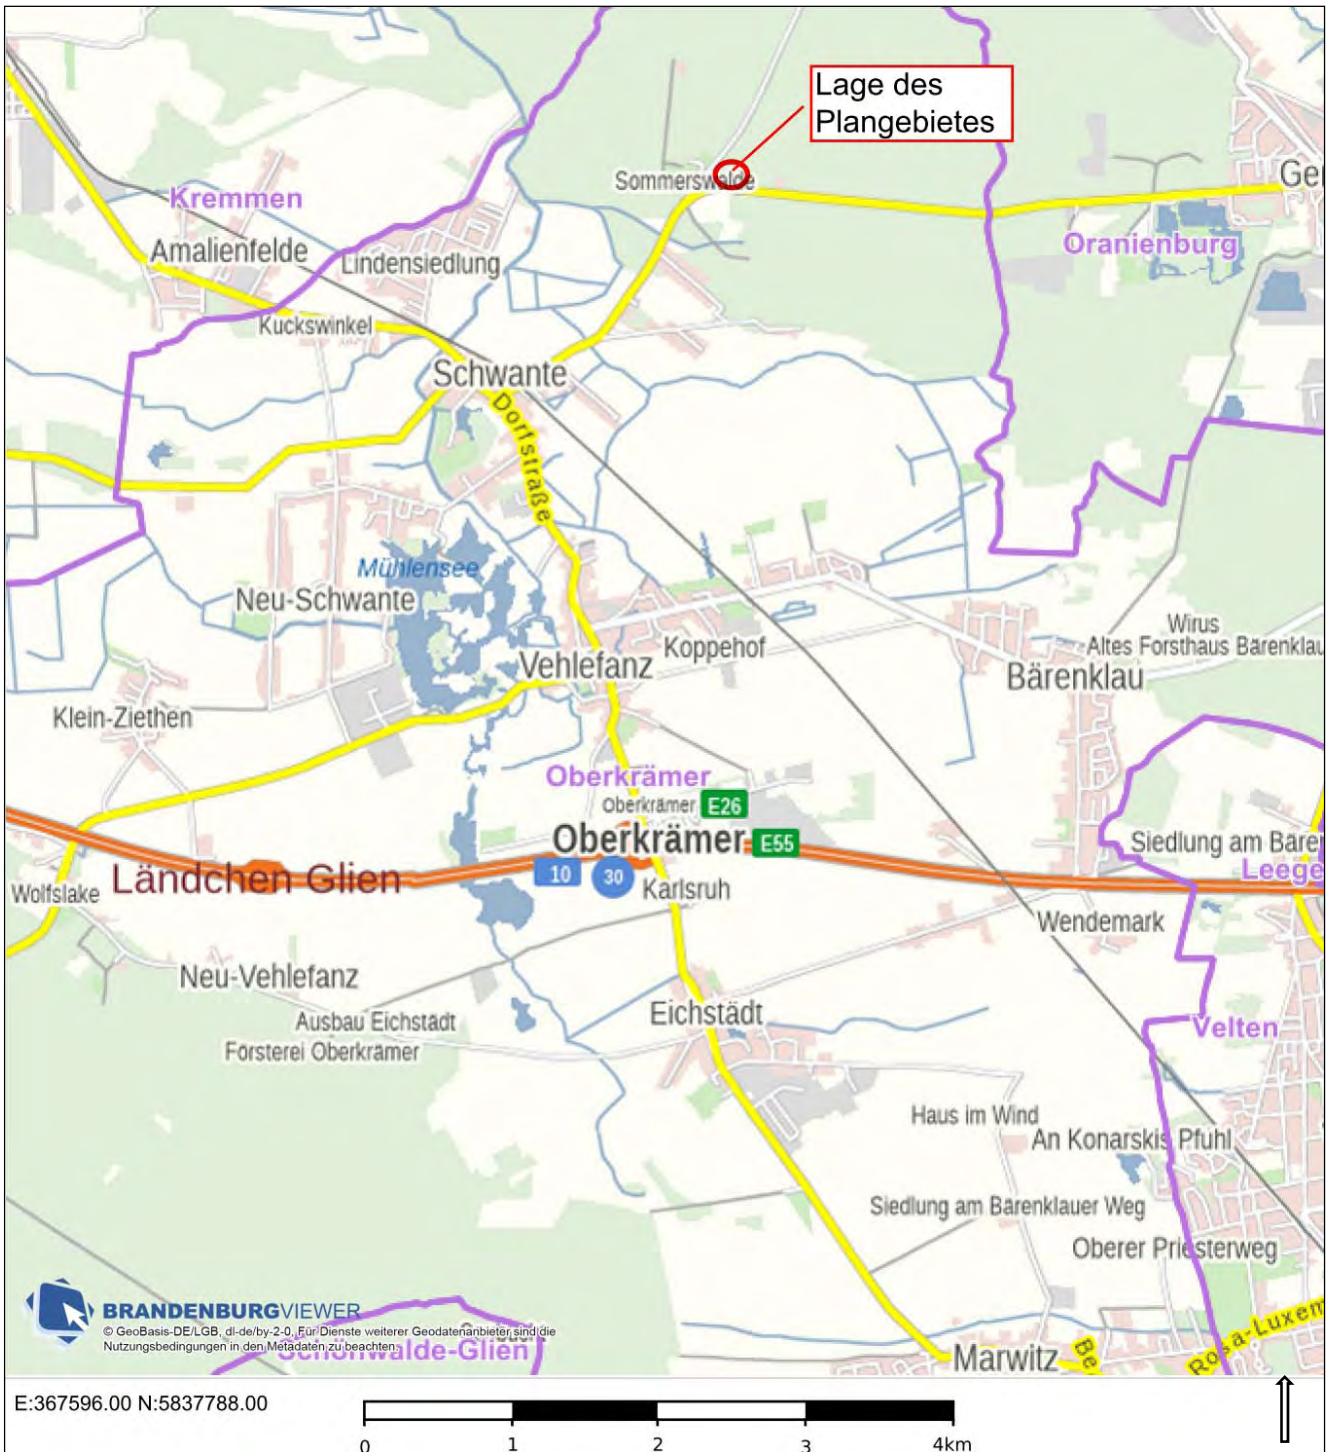 Lage des
Plangebietes
Sommerswalde
Ge
Kremmen
Oranienburg
Amalienfelde
Lindensiedlung
Kuckswinkel
Schwante
Dorfstraße
Mühlensee
Neu-Schwante
Wirus
Koppehof
Altes Forsthaus Bärenklau
Vehlefanz
Bärenklau
Klein-Ziethen
Oberkrämer
Oberkrämer
E26
Oberkrämer
E55
Siedlung am Bäre
Leege
Ländchen Glien
10
30
Karlsruh
Wolfslake
Wendemark
Neu-Vehlefanz
Eichstädt
Ausbau Eichstädt
Velten
Försterei Oberkrämer
Haus im Wind
An Konarskis Pfuhl
Siedlung am Bärenklauer Weg
Oberer Priesterweg
BRANDENBURGVIEWER
© GeoBasis-DE/LGB, dl-de/by-2-0, Für Dienste weiterer Geodatenanbieter sind die
Nutzungsbedingungen in den Metadaten zu beachten.
Schönwalde-Glien
Marwitz
Be
Rosa-Luxem
E:367596.00 N:5837788.00
0 1 2 3 4km